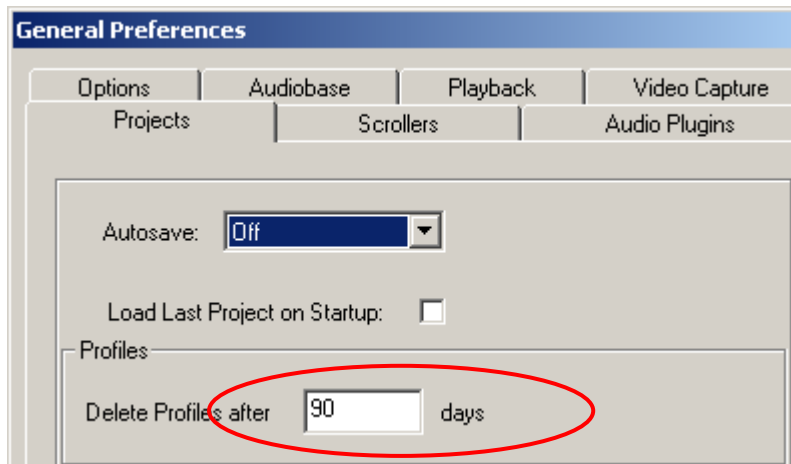 General Preferences
Options Audiobase Playback Video Capture
Projects Scrollers Audio Plugins
Autosave: Off
Load Last Project on Startup:
Profiles
Delete Profiles after 90 days